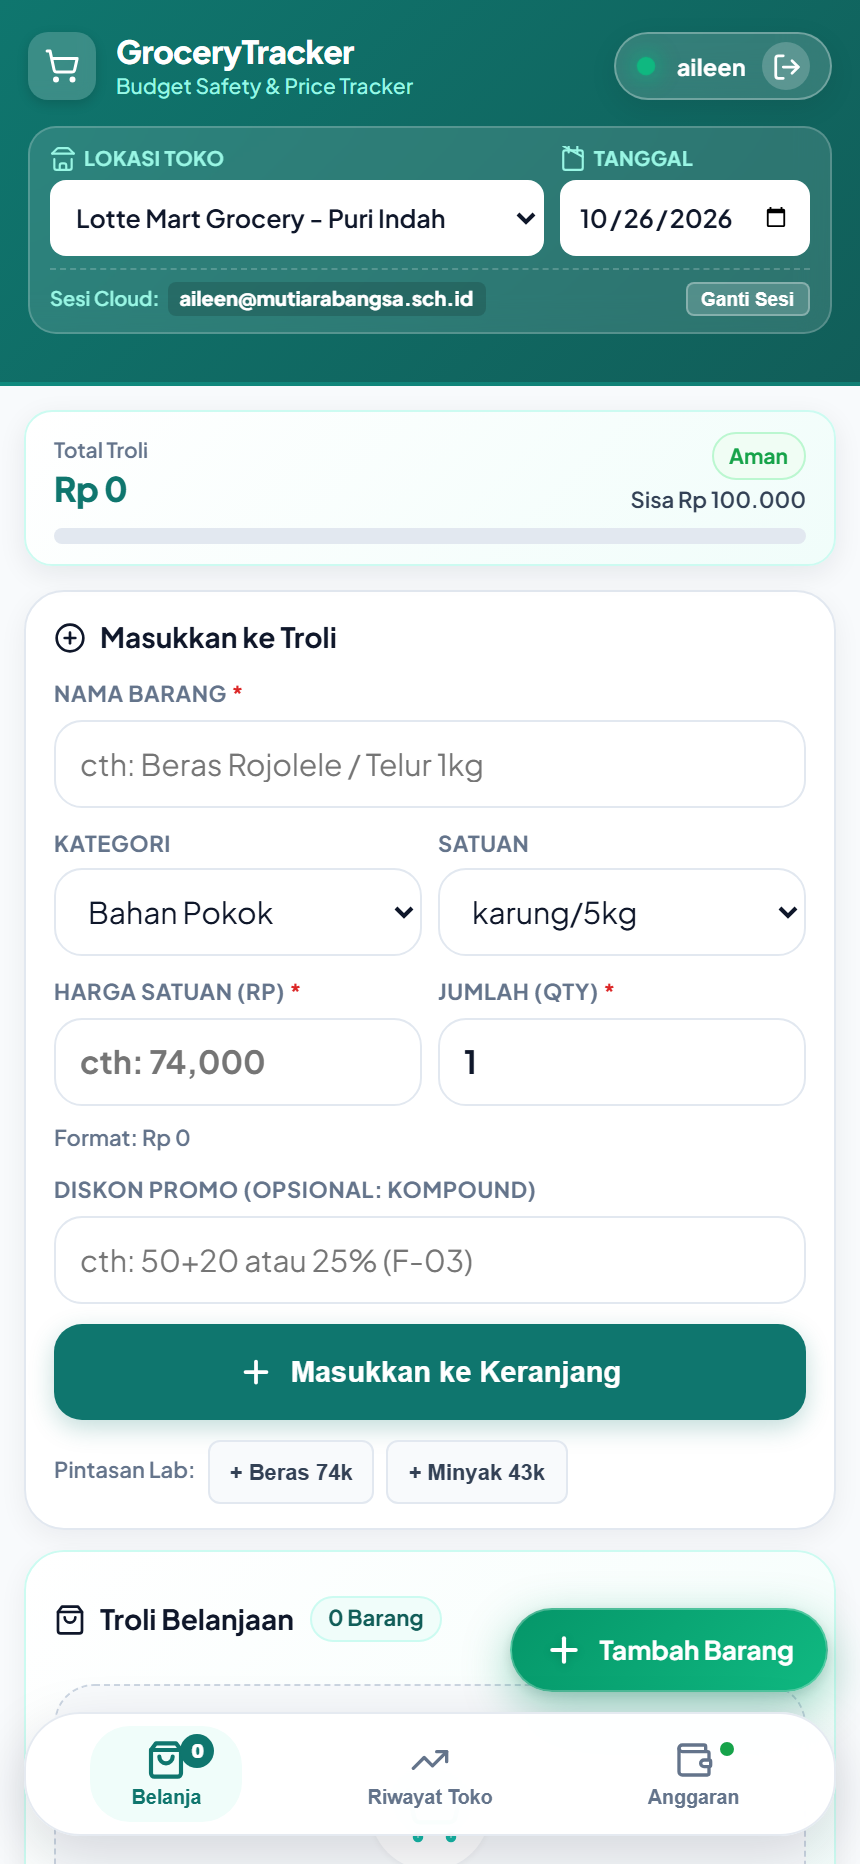 GroceryTracker
Budget Safety & Price Tracker
aileen
LOKASI TOKO
TANGGAL
Lotte Mart Grocery - Puri Indah
10/26/2026
Sesi Cloud: aileen@mutiarabangsa.sch.id
Ganti Sesi
Total Troli
Rp 0
Aman
Sisa Rp 100.000
Masukkan ke Troli
NAMA BARANG *
cth: Beras Rojolele / Telur 1kg
KATEGORI
SATUAN
Bahan Pokok
karung/5kg
HARGA SATUAN (RP) *
JUMLAH (QTY) *
cth: 74,000
1
Format: Rp 0
DISKON PROMO (OPSIONAL: KOMPOUND)
cth: 50+20 atau 25% (F-03)
+ Masukkan ke Keranjang
Pintasan Lab:
+ Beras 74k
+ Minyak 43k
Troli Belanjaan
0 Barang
+ Tambah Barang
0
Belanja
Riwayat Toko
Anggaran